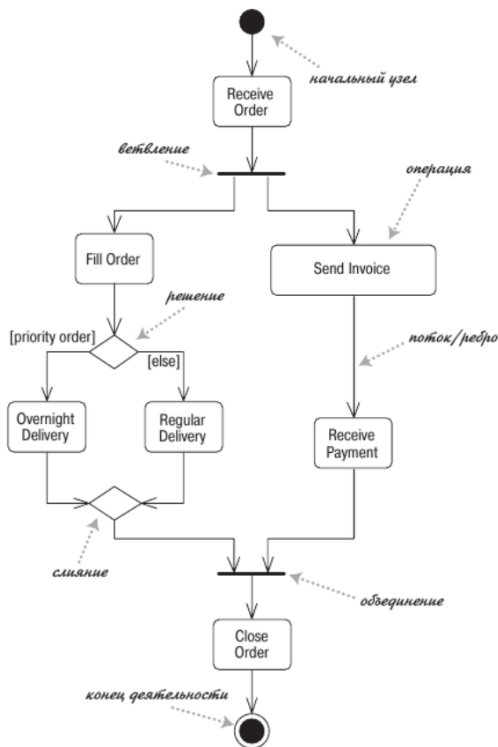 начальный узел
Receive
Order
ветвление
операция
Fill Order
Send Invoice
решение
[priority order]
[else]
поток/ребро
Overnight
Delivery
Regular
Delivery
Receive
Payment
слияние
объединение
Close
Order
конец деятельности